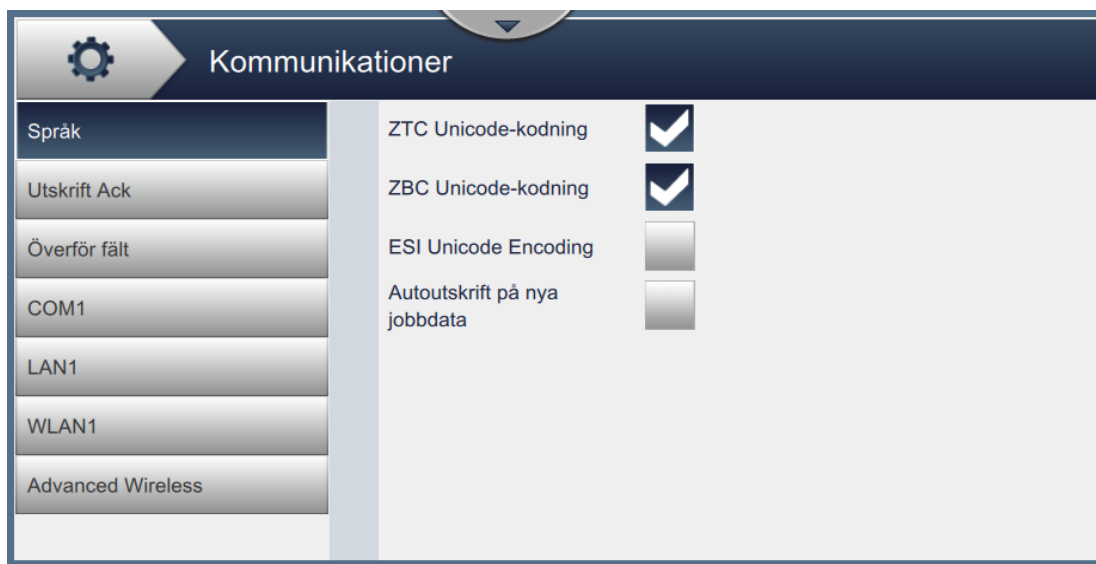 Kommunikationer
Språk
Utskrift Ack
Överför fält
COM1
LAN1
WLAN1
Advanced Wireless
ZTC Unicode-kodning
ZBC Unicode-kodning
ESI Unicode Encoding
Autoutskrift på nya
jobbdata